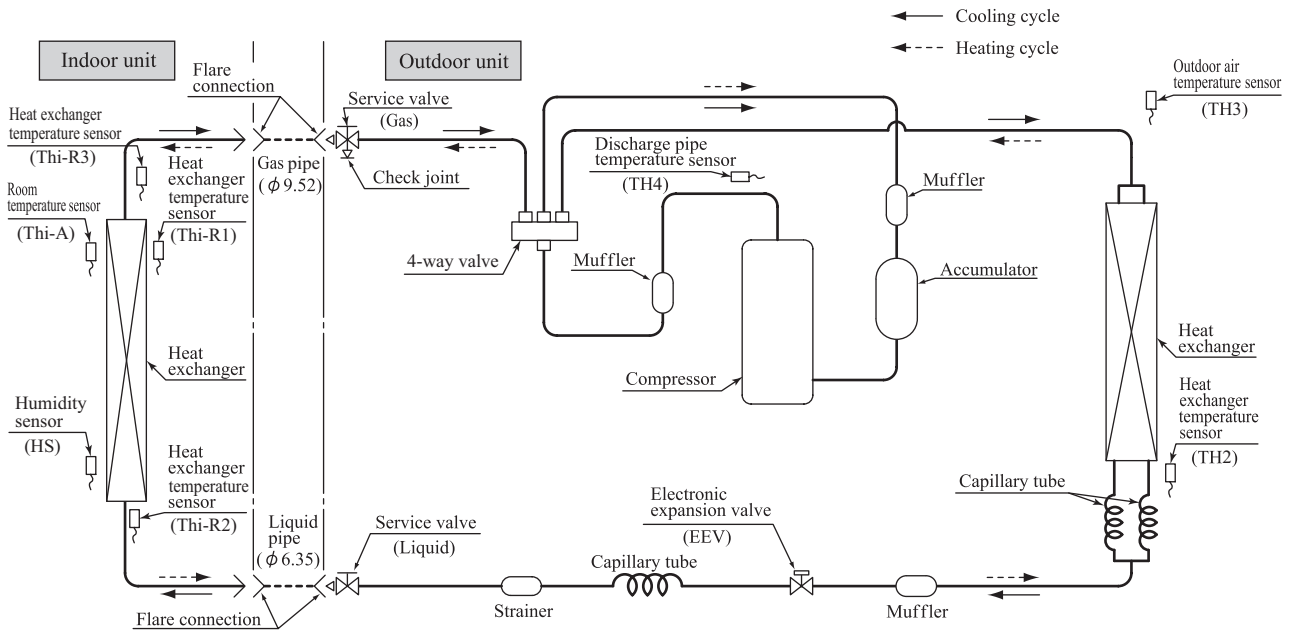 Cooling cycle
Heating cycle
Indoor unit
Outdoor unit
Flare
connection
Service valve
(Gas)
Outdoor air
temperature sensor
(TH3)
Heat exchanger
temperature sensor
(Thi-R3)
Gas pipe
(ϕ9.52)
Check joint
Discharge pipe
temperature sensor
(TH4)
Muffler
Heat
exchanger
temperature
sensor
(Thi-R1)
Room
temperature sensor
(Thi-A)
4-way valve
Muffler
Accumulator
Heat
exchanger
Compressor
Heat
exchanger
Heat
exchanger
temperature
sensor
(TH2)
Humidity
sensor
(HS)
Heat
exchanger
temperature
sensor
(Thi-R2)
Capillary tube
Liquid
pipe
(ϕ6.35)
Service valve
(Liquid)
Electronic
expansion valve
(EEV)
Capillary tube
Flare connection
Strainer
Muffler